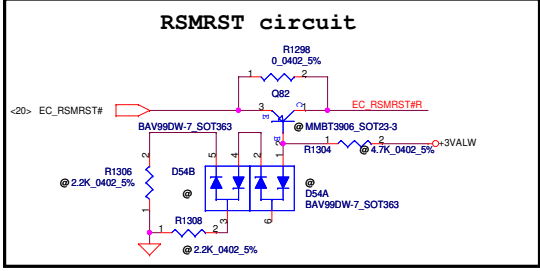 RSMRST circuit
R1298
0_0402_5%
1 2
Q82
<20> EC_RSMRST# 3 1 EC_RSMRST#R
E C
B
BAV99DW-7_SOT363 @ MMBT3906_SOT23-3
2 R1304
1 2 +3VALW
@ 4.7K_0402_5%
2 5 4 2 1
R1306 D54B @
@ 2.2K_0402_5% @ D54A
BAV99DW-7_SOT363
1 R1308 3 6
1 2
@ 2.2K_0402_5%